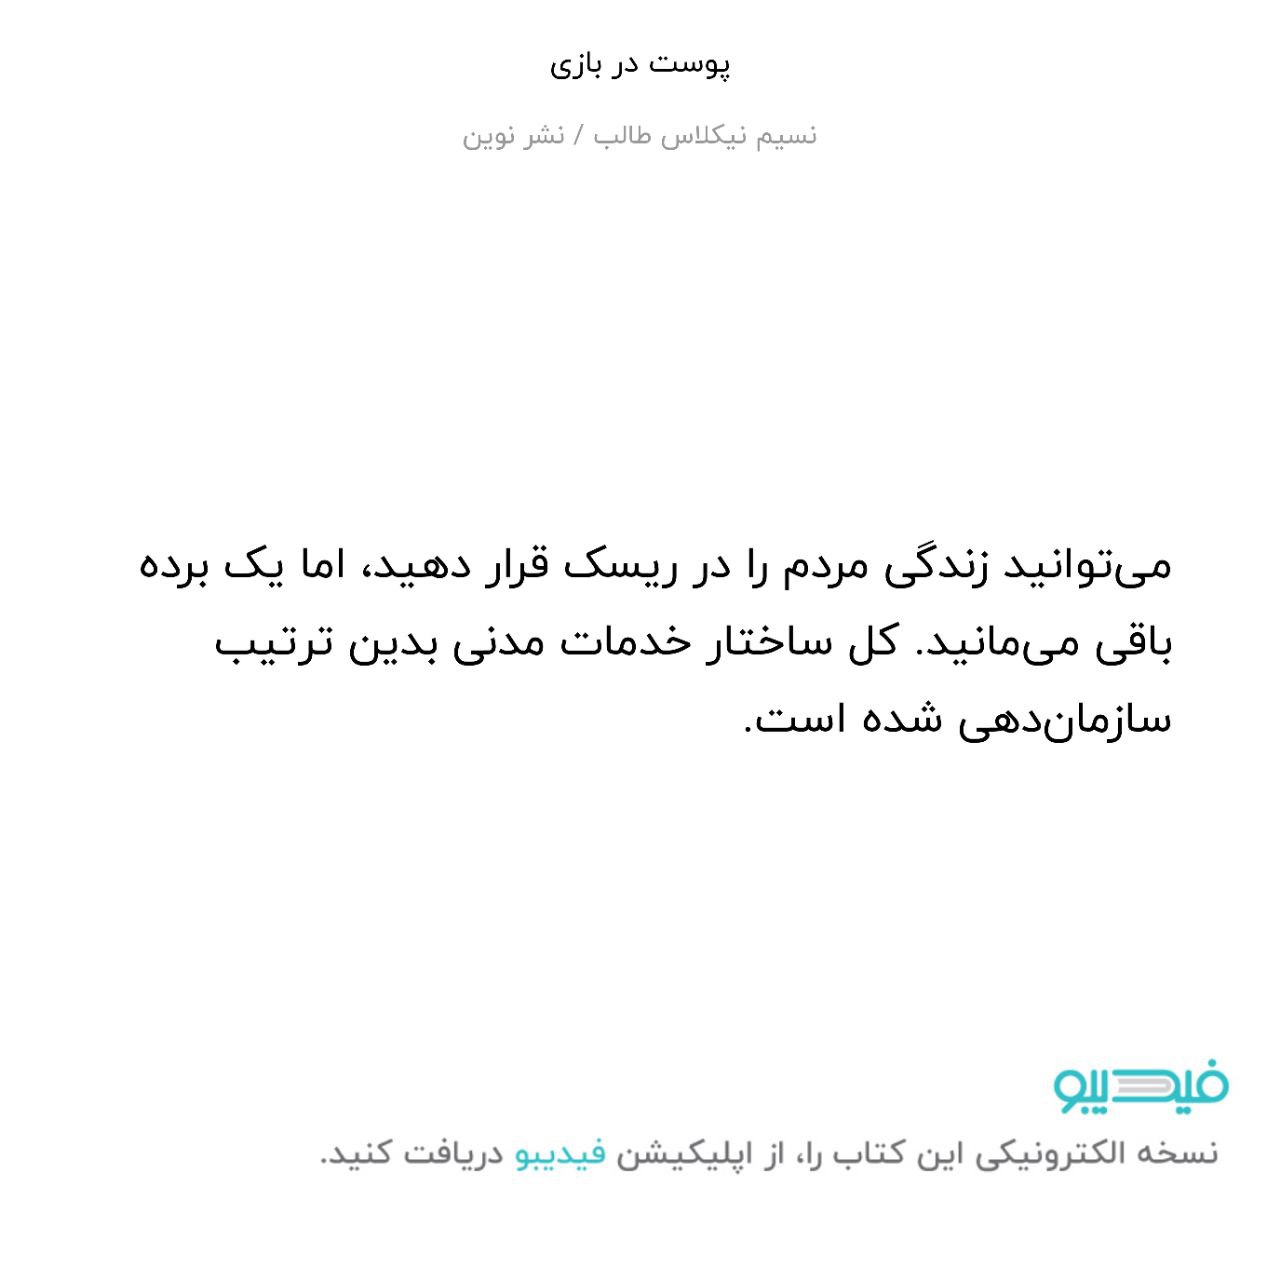 پوست در بازی
نسیم نیکلاس طالب / نشر نوین
می‌توانید زندگی مردم را در ریسک قرار دهید، اما یک برده
باقی می‌مانید. کل ساختار خدمات مدنی بدین ترتیب
سازمان‌دهی شده است.
فیدیبو
نسخه الکترونیکی این کتاب را، از اپلیکیشن فیدیبو دریافت کنید.